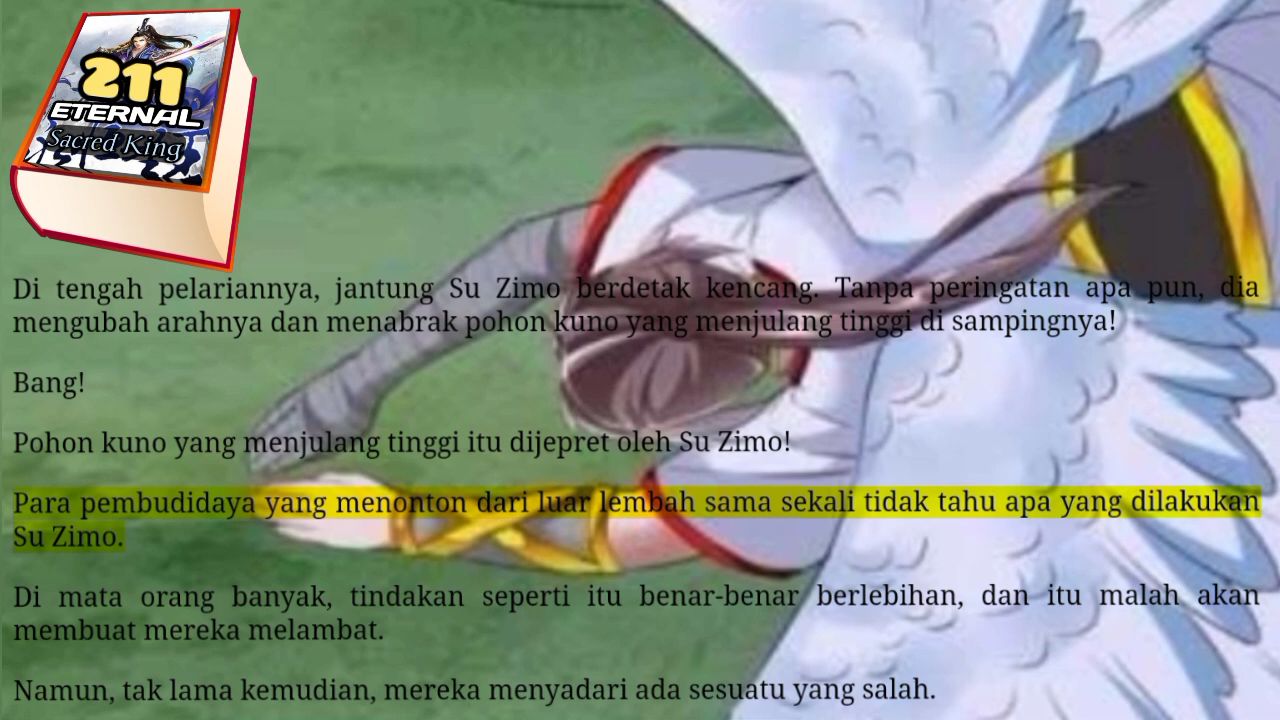 211
ETERNAL
Sacred King
Di tengah pelariannya, jantung Su Zimo berdetak kencang. Tanpa peringatan apa pun, dia
mengubah arahnya dan menabrak pohon kuno yang menjulang tinggi di sampingnya!
Bang!
Pohon kuno yang menjulang tinggi itu dijepret oleh Su Zimo!
Para pembudidaya yang menonton dari luar lembah sama sekali tidak tahu apa yang dilakukan
Su Zimo.
Di mata orang banyak, tindakan seperti itu benar-benar berlebihan, dan itu malah akan
membuat mereka melambat.
Namun, tak lama kemudian, mereka menyadari ada sesuatu yang salah.